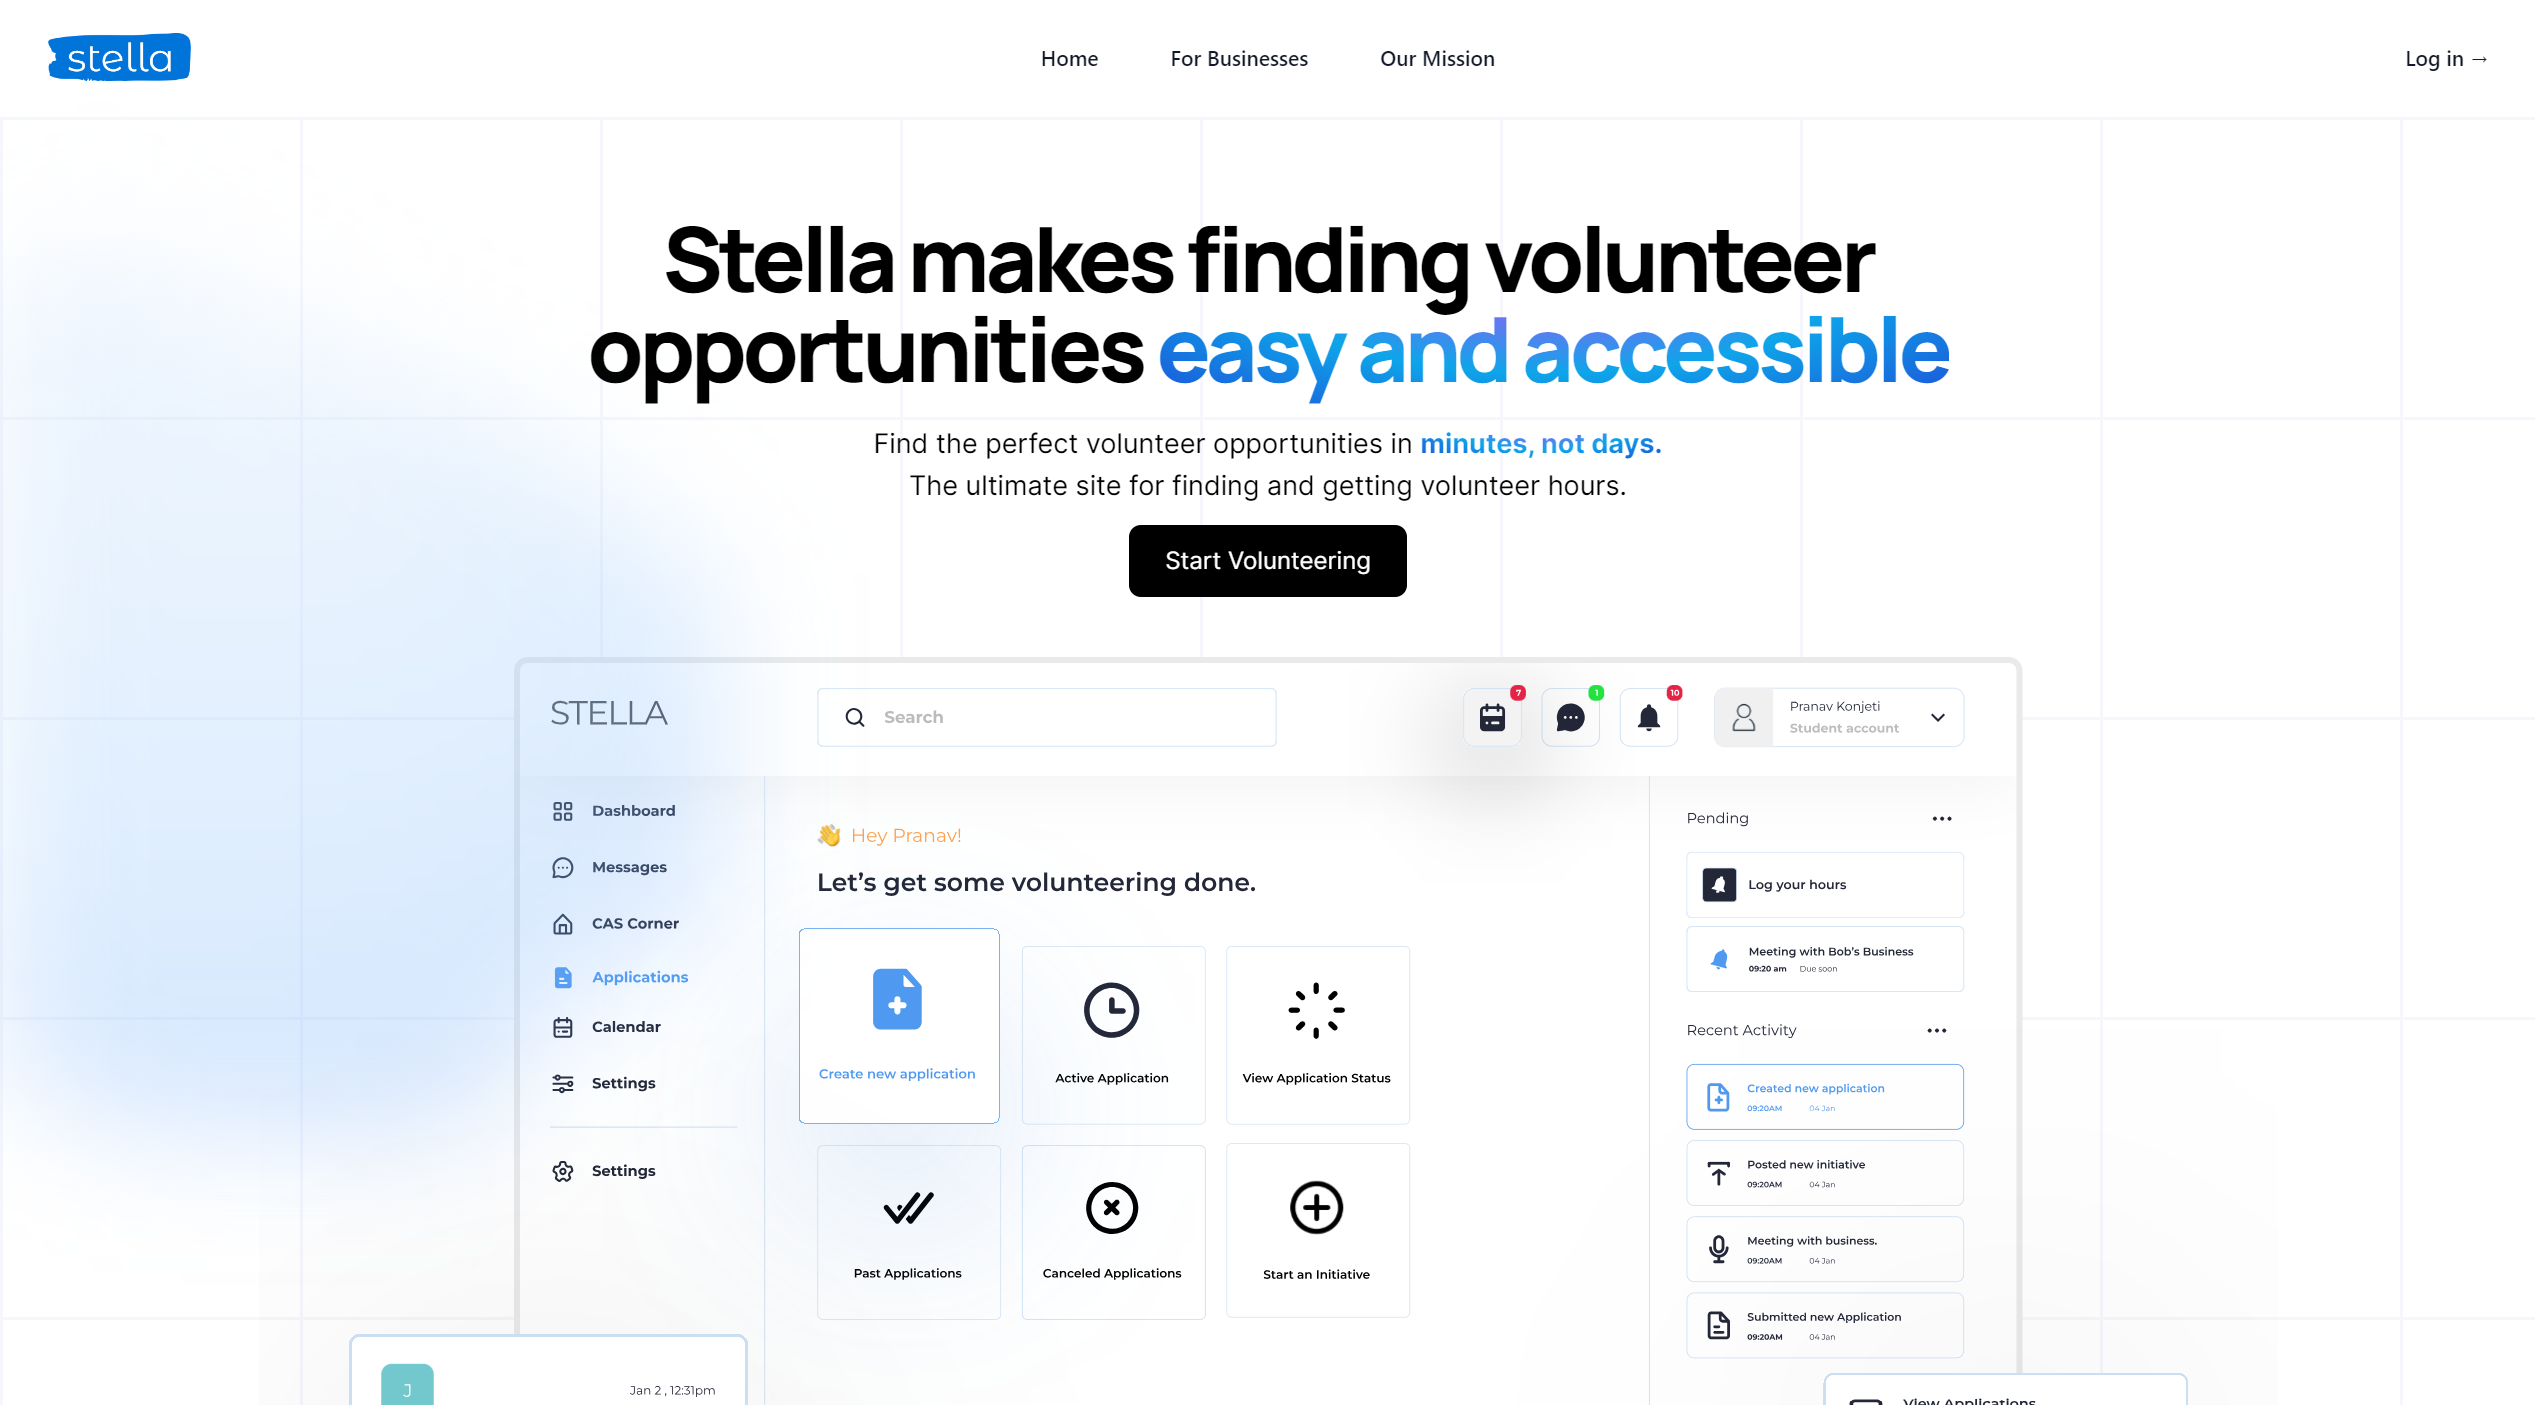 stella
Home
For Businesses
Our Mission
Log in →
Stella makes finding volunteer
opportunities easy and accessible
Find the perfect volunteer opportunities in minutes, not days.
The ultimate site for finding and getting volunteer hours.
Start Volunteering
STELLA
Search
7
1
10
Pranav Konjeti
Student account
Dashboard
Messages
CAS Corner
Applications
Calendar
Settings
Settings
Hey Pranav!
Let’s get some volunteering done.
Create new application
Active Application
View Application Status
Past Applications
Canceled Applications
Start an Initiative
Pending
Log your hours
Meeting with Bob’s Business
09:20 am Due soon
Recent Activity
Created new application
09:20AM 04 Jan
Posted new initiative
09:20AM 04 Jan
Meeting with business.
09:20AM 04 Jan
Submitted new Application
09:20AM 04 Jan
J
Jan 2 , 12:31pm
View Applications